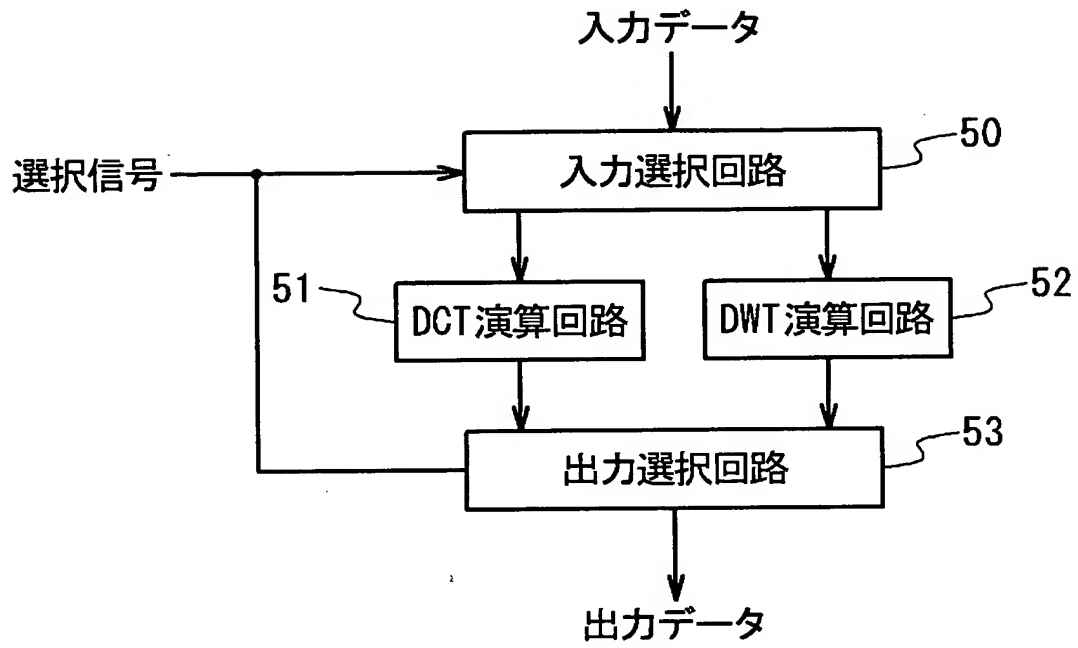 入力データ
50
選択信号
入力選択回路
51
DCT演算回路
52
DWT演算回路
53
出力選択回路
出力データ